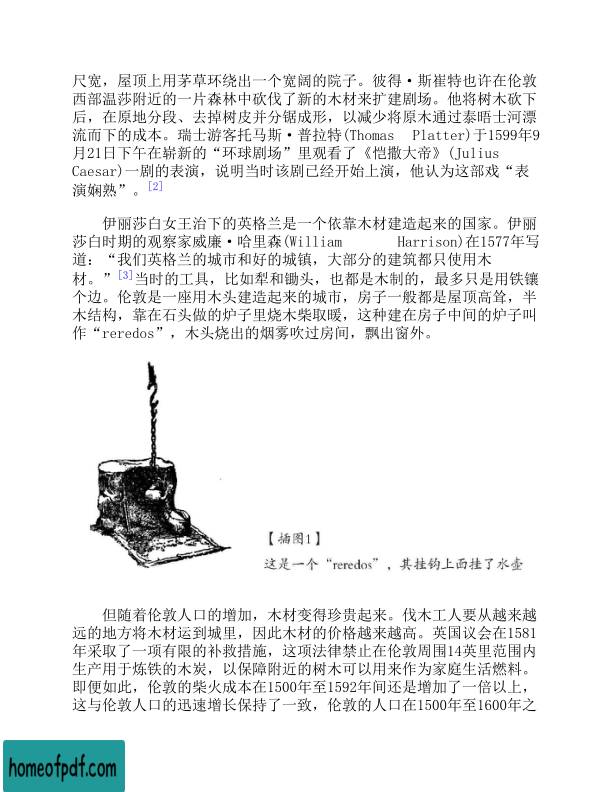 尺宽，屋顶上用茅草环绕出一个宽阔的院子。彼得·斯崔特也许在伦敦
西部温莎附近的一片森林中砍伐了新的木材来扩建剧场。他将树木砍下
后，在原地分段、去掉树皮并分锯成形，以减少将原木通过泰晤士河漂
流而下的成本。瑞士游客托马斯·普拉特(Thomas Platter)于1599年9
月21日下午在崭新的“环球剧场”里观看了《恺撒大帝》(Julius
Caesar)一剧的表演，说明当时该剧已经开始上演，他认为这部戏“表
演娴熟”。[2]
伊丽莎白女王治下的英格兰是一个依靠木材建造起来的国家。伊丽
莎白时期的观察家威廉·哈里森(William Harrison)在1577年写
道：“我们英格兰的城市和好的城镇，大部分的建筑都只使用木
材。”[3]当时的工具，比如犁和锄头，也都是木制的，最多只是用铁镶
个边。伦敦是一座用木头建造起来的城市，房子一般都是屋顶高耸，半
木结构，靠在石头做的炉子里烧木柴取暖，这种建在房子中间的炉子叫
作“reredos”，木头烧出的烟雾吹过房间，飘出窗外。
【插图1】
这是一个“reredos”，其挂钩上面挂了水壶
但随着伦敦人口的增加，木材变得珍贵起来。伐木工人要从越来越
远的地方将木材运到城里，因此木材的价格越来越高。英国议会在1581
年采取了一项有限的补救措施，这项法律禁止在伦敦周围14英里范围内
生产用于炼铁的木炭，以保障附近的树木可以用来作为家庭生活燃料。
即便如此，伦敦的柴火成本在1500年至1592年间还是增加了一倍以上，
这与伦敦人口的迅速增长保持了一致，伦敦的人口在1500年至1600年之
homeofpdf.com